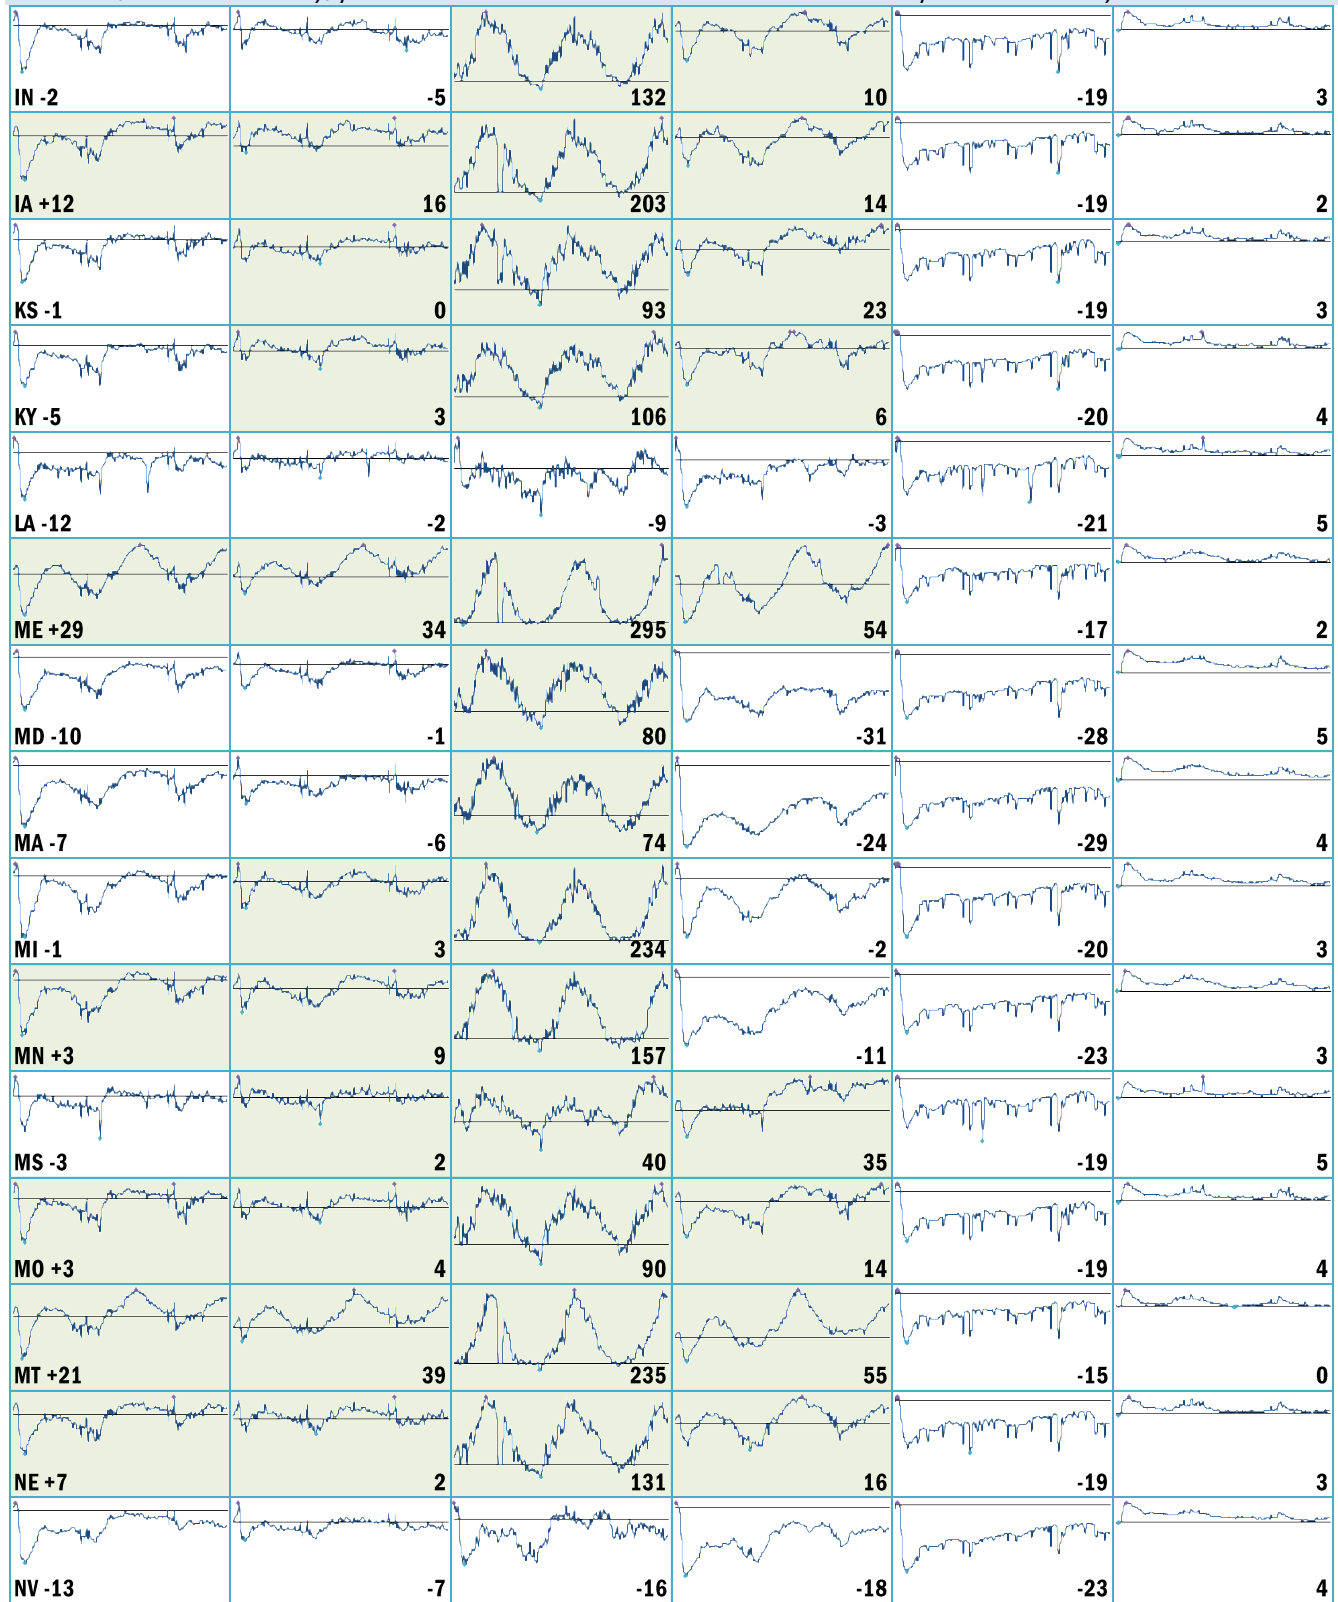 IN -2 -5 132 10 -19 3
IA +12 16 203 14 -19 2
KS -1 0 93 23 -19 3
KY -5 3 106 6 -20 4
LA -12 -2 -9 -3 -21 5
ME +29 34 295 54 -17 2
MD -10 -1 80 -31 -28 5
MA -7 -6 74 -24 -29 4
MI -1 3 234 -2 -20 3
MN +3 9 157 -11 -23 3
MS -3 2 40 35 -19 5
MO +3 4 90 14 -19 4
MT +21 39 235 55 -15 0
NE +7 2 131 16 -19 3
NV -13 -7 -16 -18 -23 4